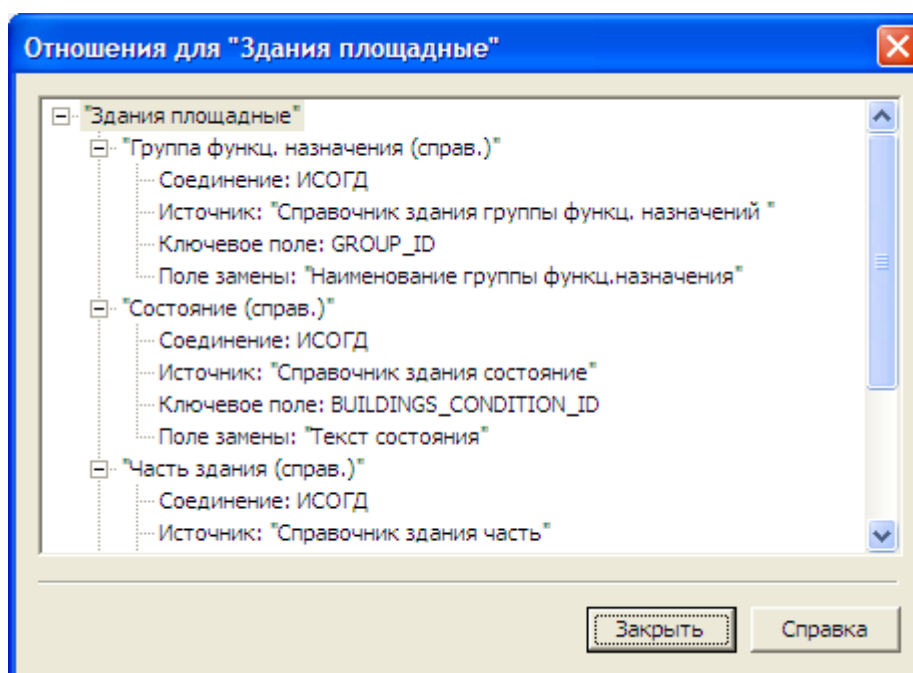 Отношения для "Здания площадные"
"Здания площадные"
"Группа функц. назначения (справ.)"
Соединение: ИСОГД
Источник: "Справочник здания группы функц. назначений "
Ключевое поле: GROUP_ID
Поле замены: "Наименование группы функц.назначения"
"Состояние (справ.)"
Соединение: ИСОГД
Источник: "Справочник здания состояние"
Ключевое поле: BUILDINGS_CONDITION_ID
Поле замены: "Текст состояния"
"Часть здания (справ.)"
Соединение: ИСОГД
Источник: "Справочник здания часть"
Закрыть Справка